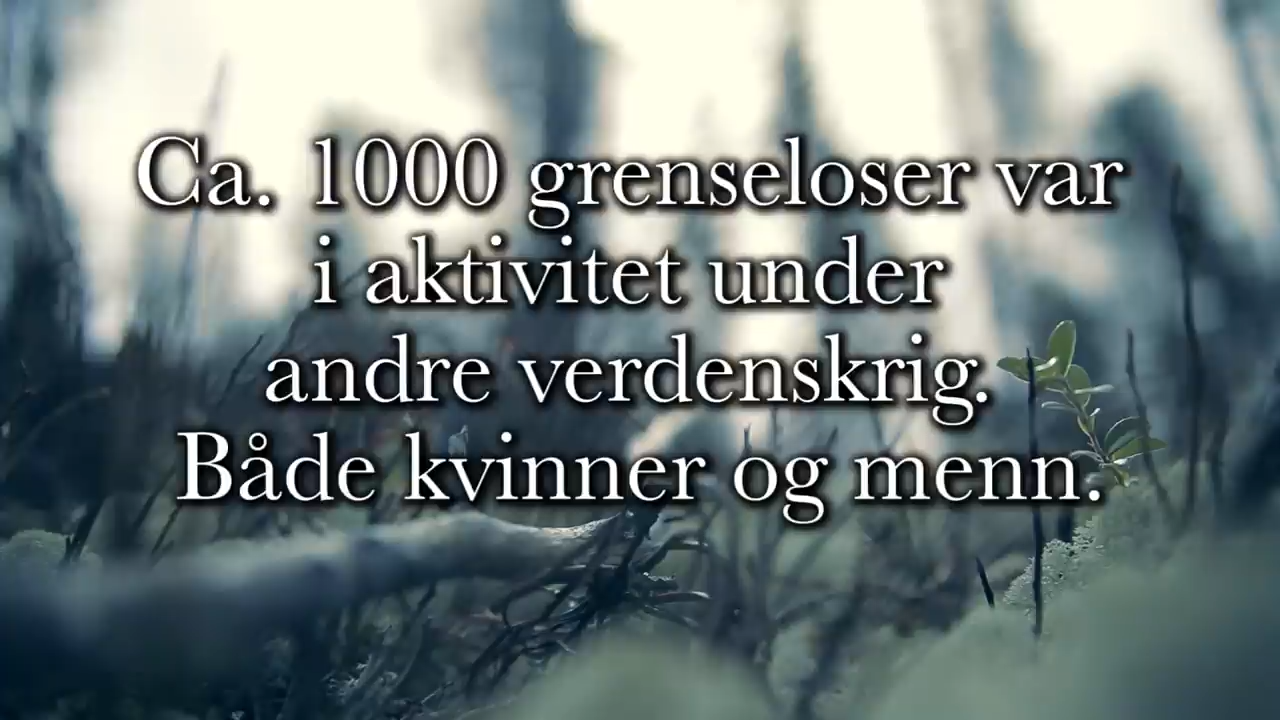 Ca. 1000 grenseloser var
i aktivitet under
andre verdenskrig.
Både kvinner og menn.